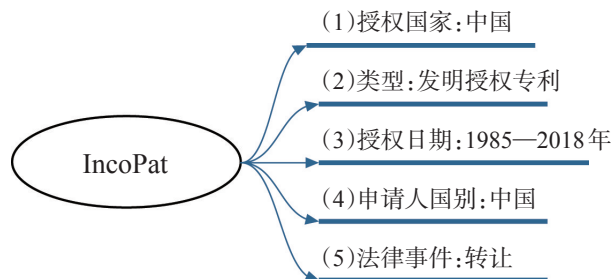 IncoPat
(1)授权国家:中国
(2)类型:发明授权专利
(3)授权日期:1985—2018年
(4)申请人国别:中国
(5)法律事件:转让